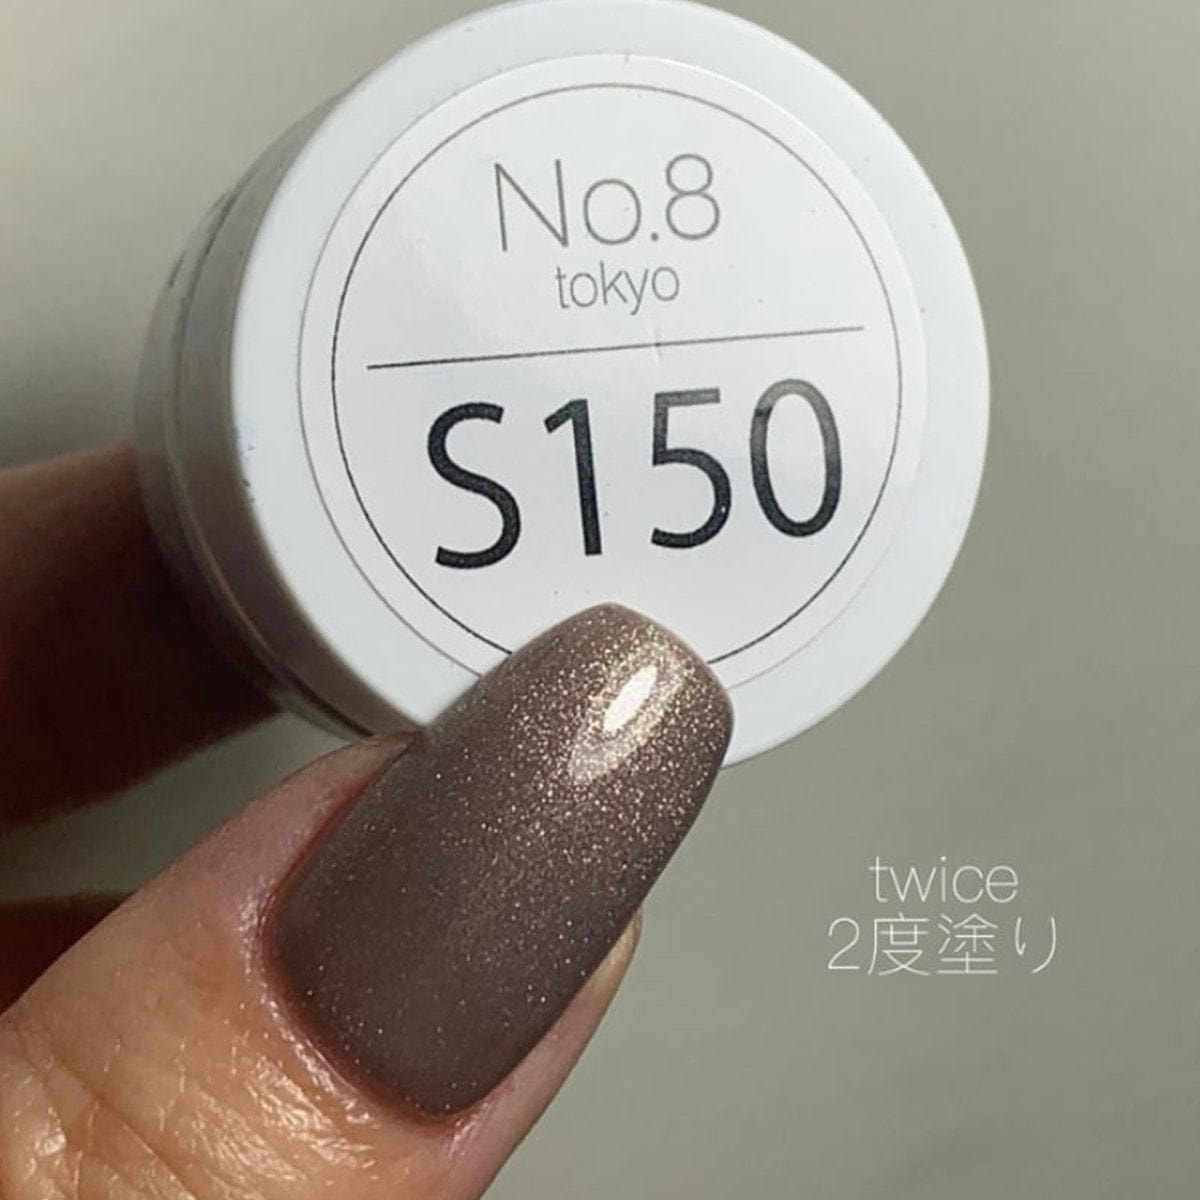 No.8
tokyo
S150
twice
2度塗り